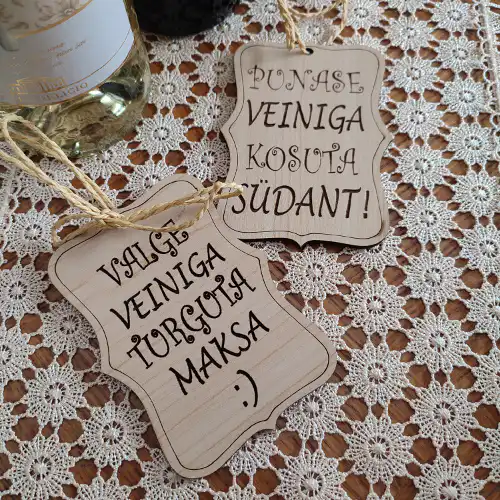 PUNASE
VEINIGA
KOSUTA
SÜDANT!
VALGE
VEINIGA
TURGUTA
MAKSA
:)